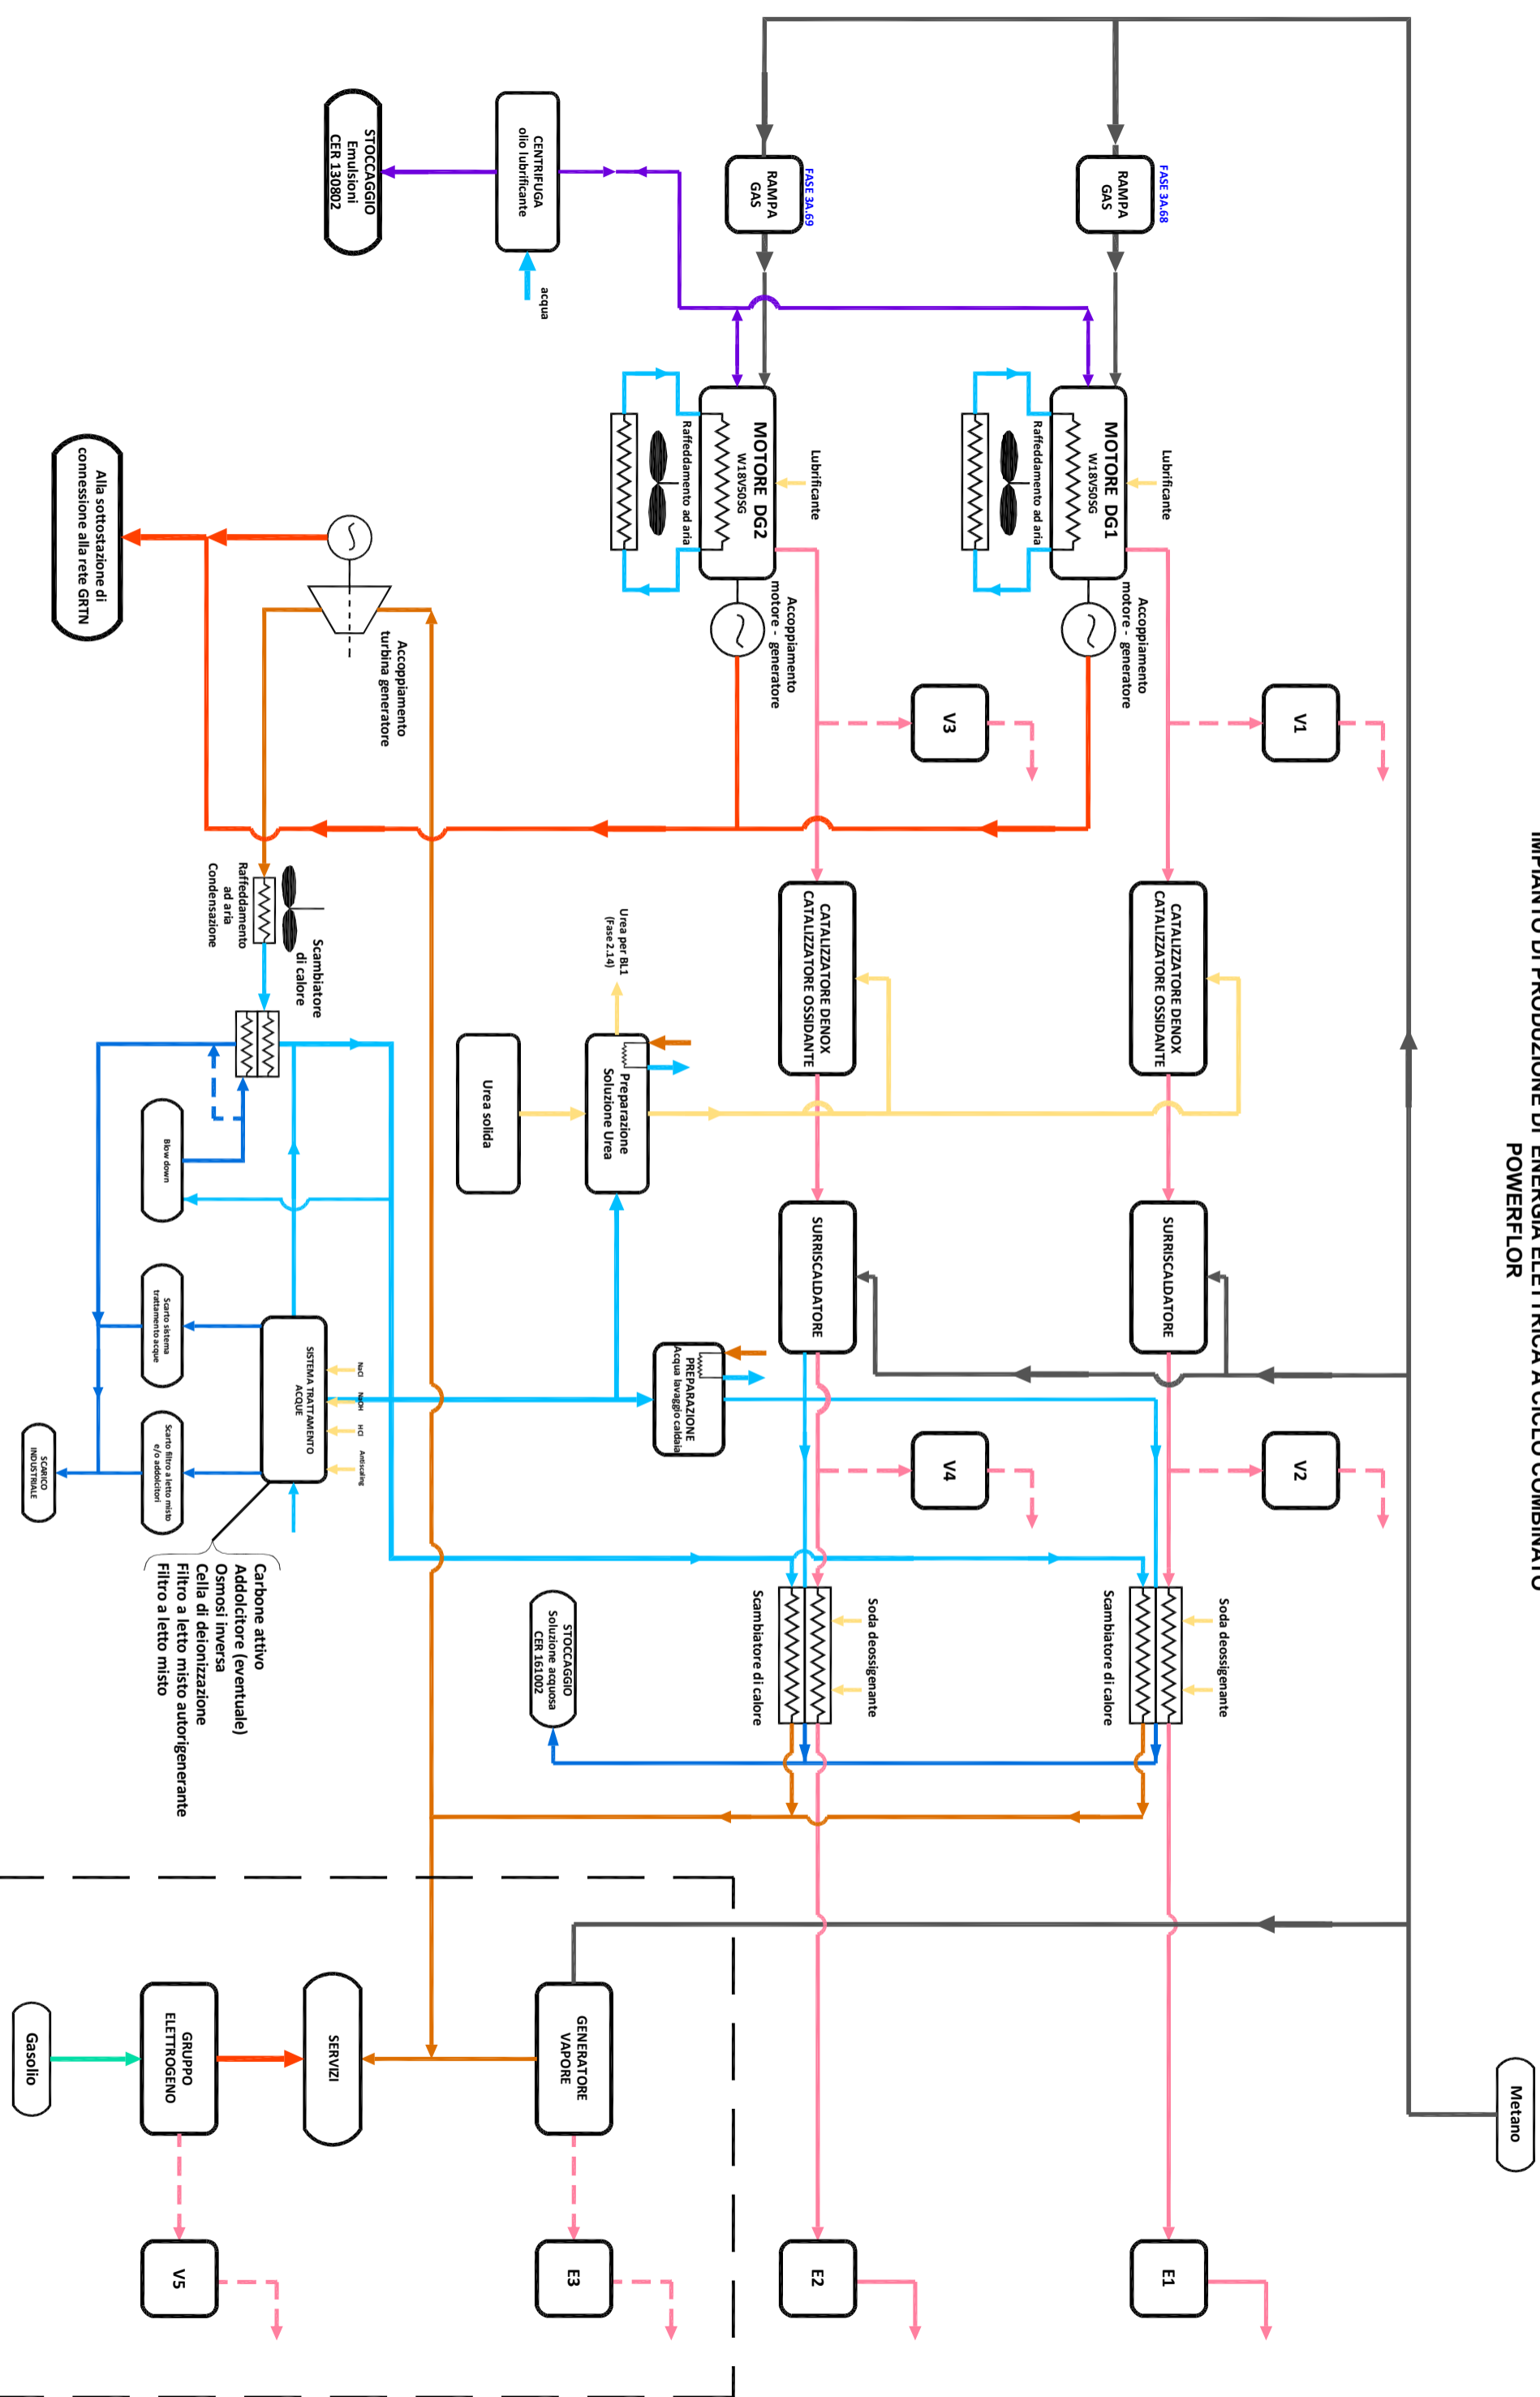 IMPIANTO DI PRODUZIONE DI ENERGIA ELETTRICA A CICLO COMBINATO
POWERFLOR
Metano
V1
V2
FASE 3A.68
RAMPA
GAS
Lubrificante
MOTORE DG1
W18V50SG
Raffeddamento ad aria
Accoppiamento
motore - generatore
CATALIZZATORE DENOX
CATALIZZATORE OSSIDANTE
SURRISCALDATORE
Soda deossigenante
Scambiatore di calore
E1
V3
V4
FASE 3A.69
RAMPA
GAS
Lubrificante
MOTORE DG2
W18V50SG
Raffeddamento ad aria
Accoppiamento
motore - generatore
CATALIZZATORE DENOX
CATALIZZATORE OSSIDANTE
SURRISCALDATORE
Soda deossigenante
Scambiatore di calore
E2
PREPARAZIONE
Acqua lavaggio caldaia
Urea per BL1
(Fase 2.14)
Preparazione
Soluzione Urea
Urea solida
CENTRIFUGA
olio lubrificante
acqua
STOCCAGGIO
Emulsioni
CER 130802
STOCCAGGIO
Soluzione acquosa
CER 161002
GENERATORE
VAPORE
E3
Accoppiamento
turbina generatore
Scambiatore
di calore
Raffeddamento
ad aria
Condensazione
NaCl
NaOH
HCl
Antiscaling
SISTEMA TRATTAMENTO
ACQUE
SERVIZI
Carbone attivo
Addolcitore (eventuale)
Osmosi inversa
Cella di deionizzazione
Filtro a letto misto autorigenerante
Filtro a letto misto
Blow down
Scarto sistema
trattamento acque
Scarto filtro a letto misto
e/o addolcitori
GRUPPO
ELETTROGENO
V5
Alla sottostazione di
connessione alla rete GRTN
SCARICO
INDUSTRIALE
Gasolio